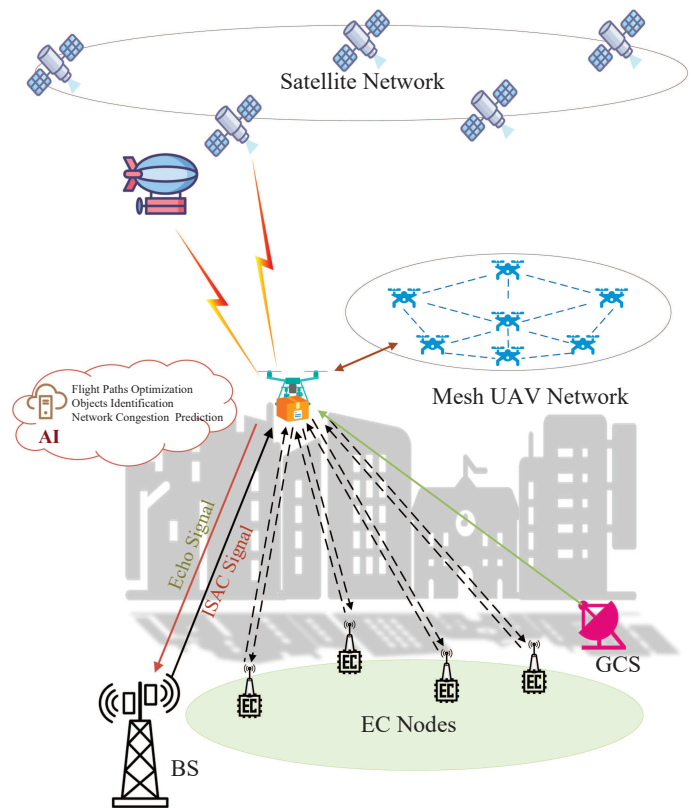 Satellite Network
Flight Paths Optimization
Objects Identification
Network Congestion Prediction
AI
Mesh UAV Network
Echo Signal
ISAC Signal
GCS
EC
EC
EC
EC
EC Nodes
BS